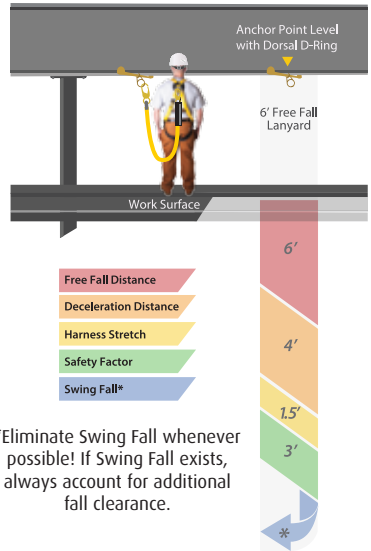 Anchor Point Level
with Dorsal D-Ring
6' Free Fall
Lanyard
Work Surface
6'
Free Fall Distance
Deceleration Distance
Harness Stretch
Safety Factor
Swing Fall*
4'
1.5'
3'
*Eliminate Swing Fall whenever
possible! If Swing Fall exists,
always account for additional
fall clearance.
*